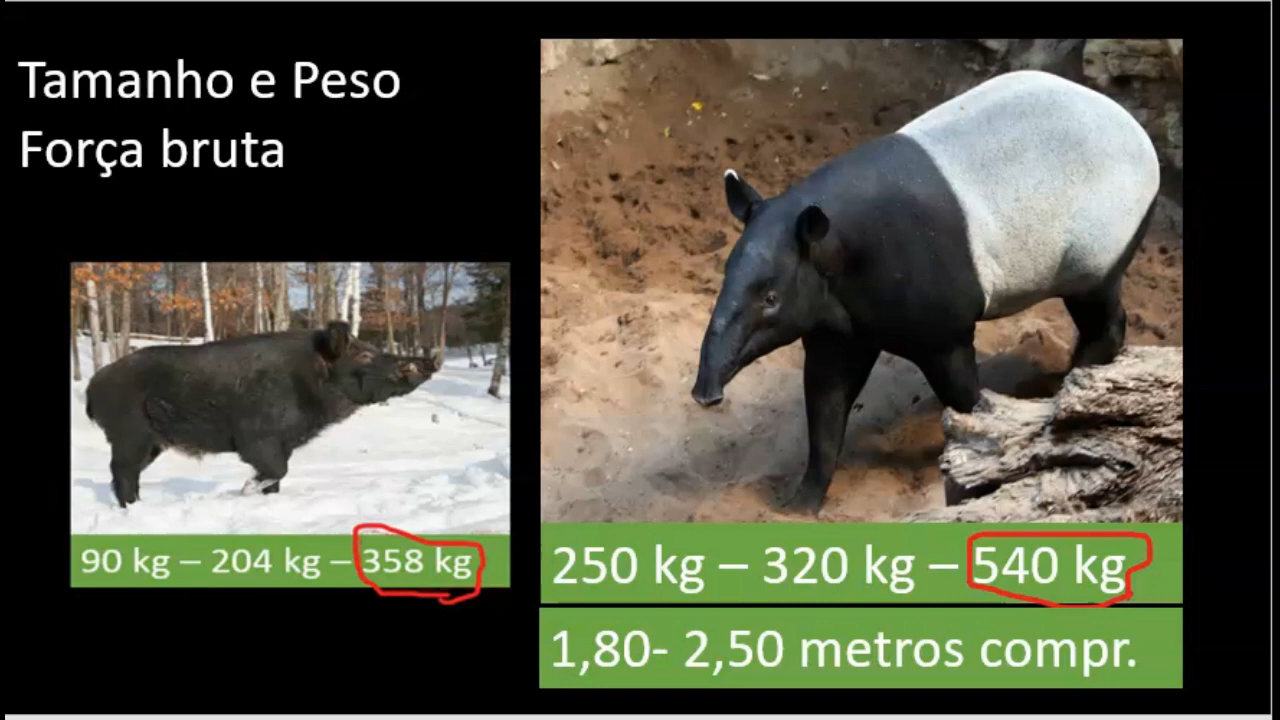 Tamanho e Peso
Força bruta
90 kg – 204 kg – 358 kg
250 kg – 320 kg – 540 kg
1,80- 2,50 metros compr.